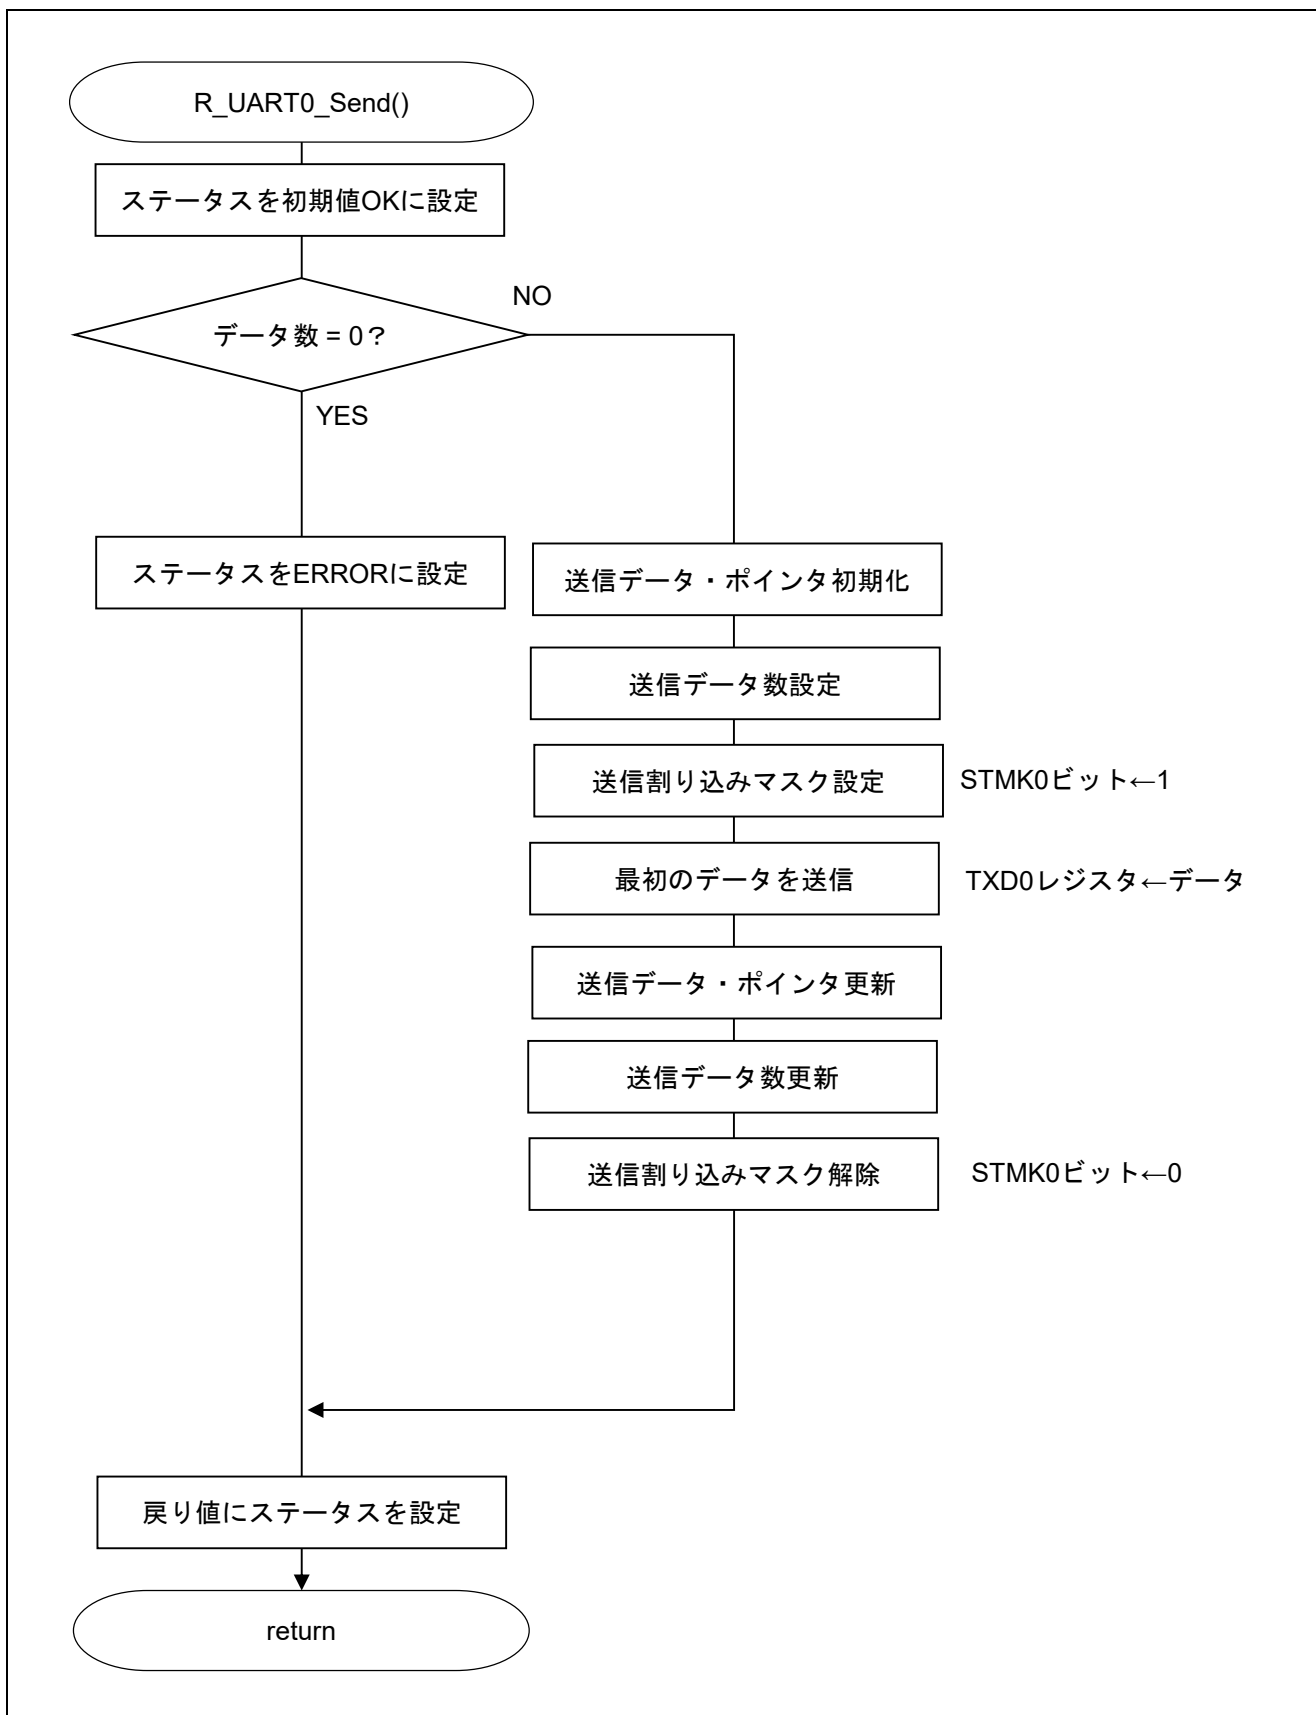 R_UART0_Send()
ステータスを初期値OKに設定
データ数 = 0？
NO
YES
ステータスをERRORに設定
送信データ・ポインタ初期化
送信データ数設定
送信割り込みマスク設定
STMK0ビット←1
最初のデータを送信
TXD0レジスタ←データ
送信データ・ポインタ更新
送信データ数更新
送信割り込みマスク解除
STMK0ビット←0
戻り値にステータスを設定
return